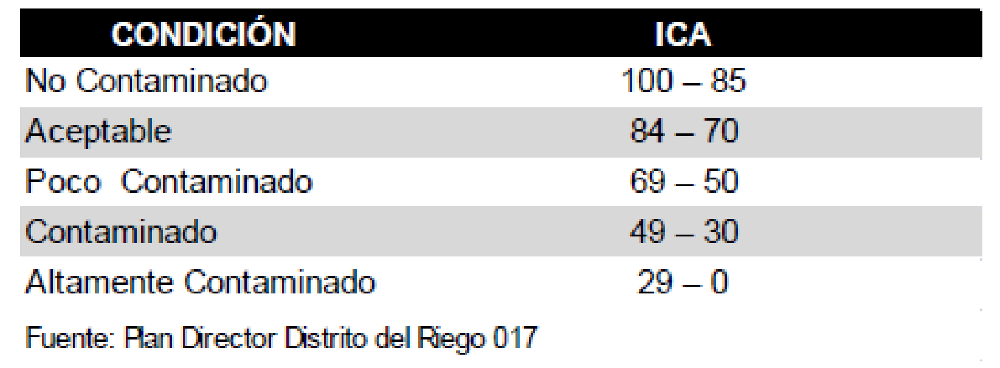 CONDICIÓN ICA
No Contaminado 100 – 85
Aceptable 84 – 70
Poco Contaminado 69 – 50
Contaminado 49 – 30
Altamente Contaminado 29 – 0
Fuente: Plan Director Distrito del Riego 017